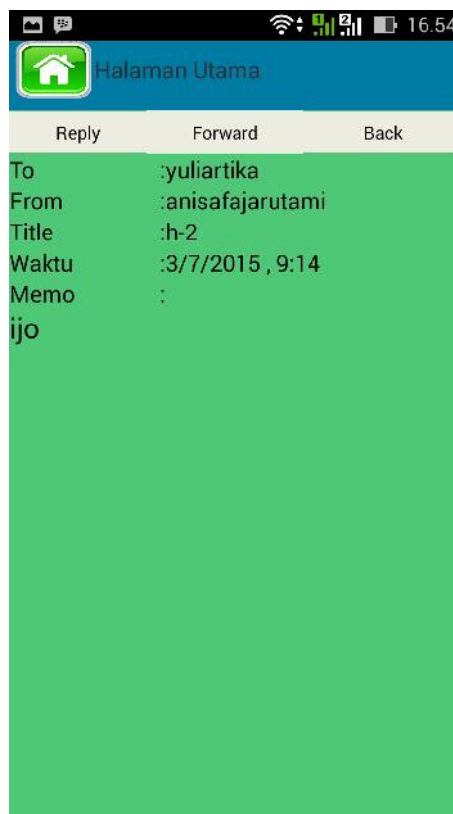 16.54
Halaman Utama
Reply Forward Back
To :yuliartika
From :anisafajarutami
Title :h-2
Waktu :3/7/2015 , 9:14
Memo :
ijo